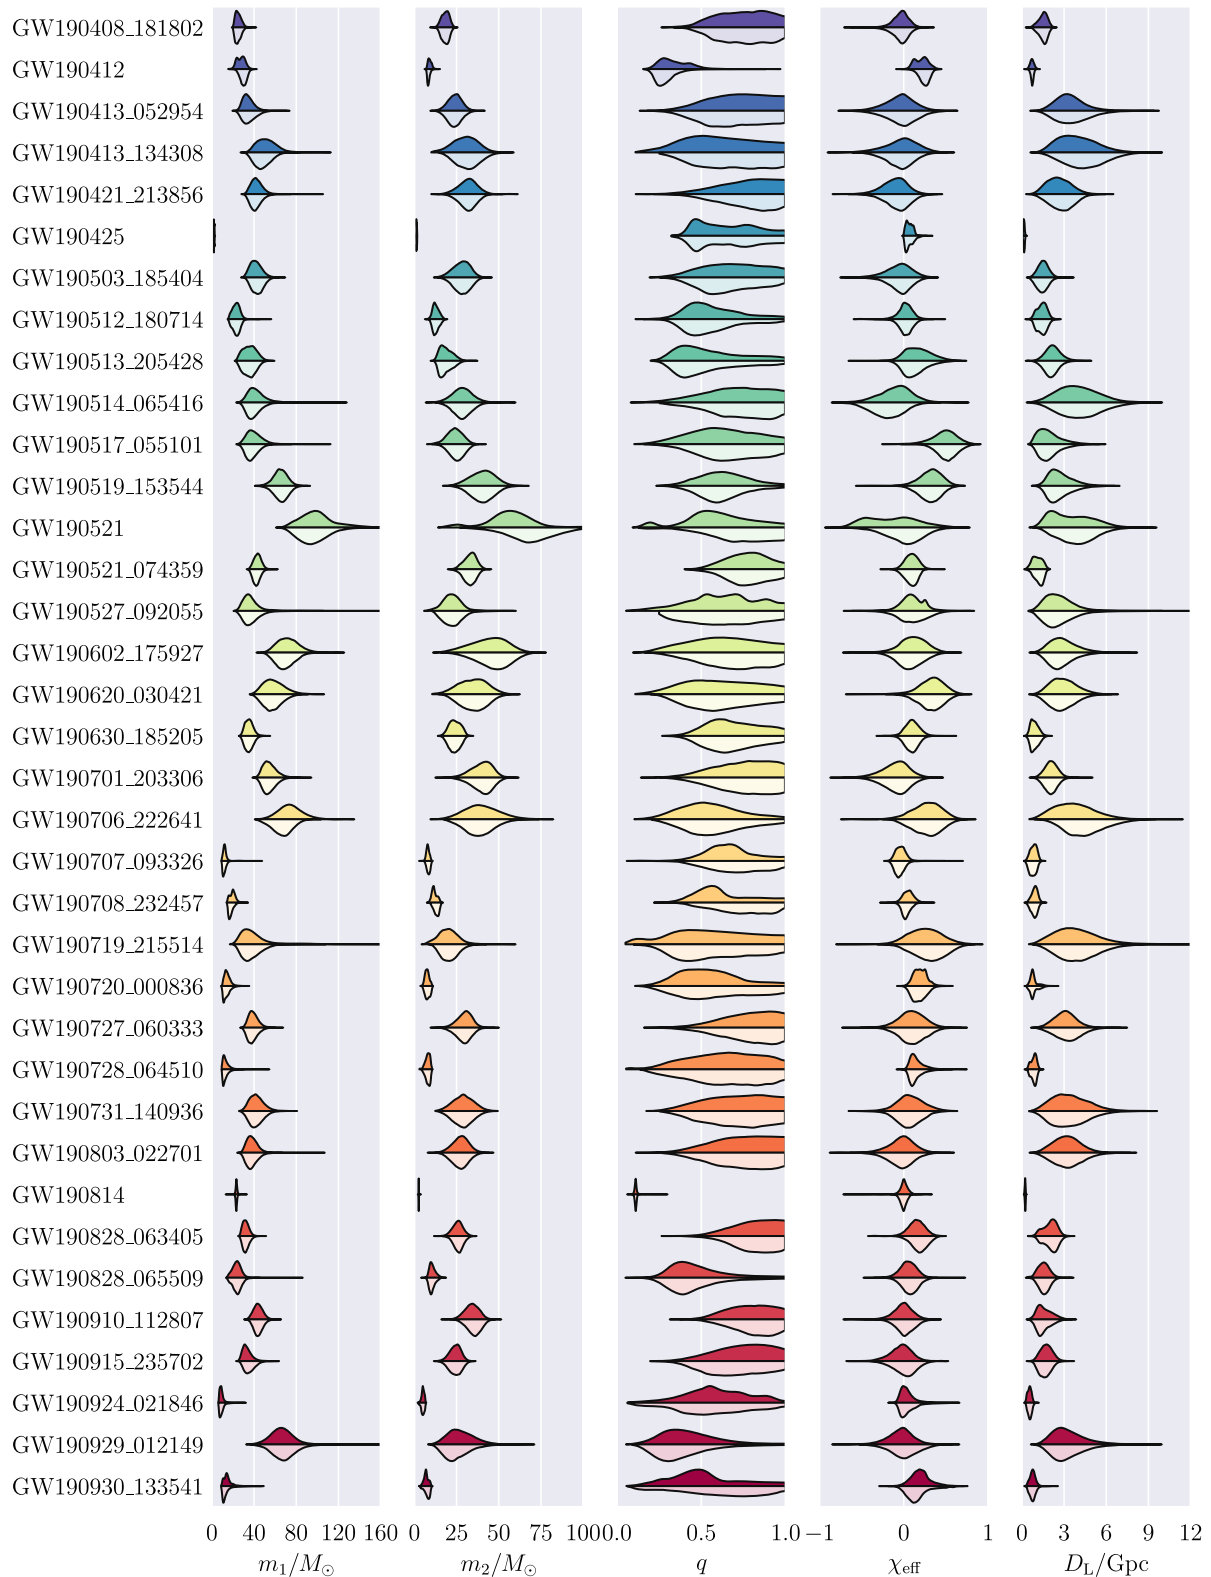 GW190408_181802
GW190412
GW190413_052954
GW190413_134308
GW190421_213856
GW190425
GW190503_185404
GW190512_180714
GW190513_205428
GW190514_065416
GW190517_055101
GW190519_153544
GW190521
GW190521_074359
GW190527_092055
GW190602_175927
GW190620_030421
GW190630_185205
GW190701_203306
GW190706_222641
GW190707_093326
GW190708_232457
GW190719_215514
GW190720_000836
GW190727_060333
GW190728_064510
GW190731_140936
GW190803_022701
GW190814
GW190828_063405
GW190828_065509
GW190910_112807
GW190915_235702
GW190924_021846
GW190929_012149
GW190930_133541
0 40 80 120 160 0 25 50 75 100 0.0 0.5 1.0 −1 0 1 0 3 6 9 12
m₁/M☉ m₂/M☉ q χeff DL/Gpc